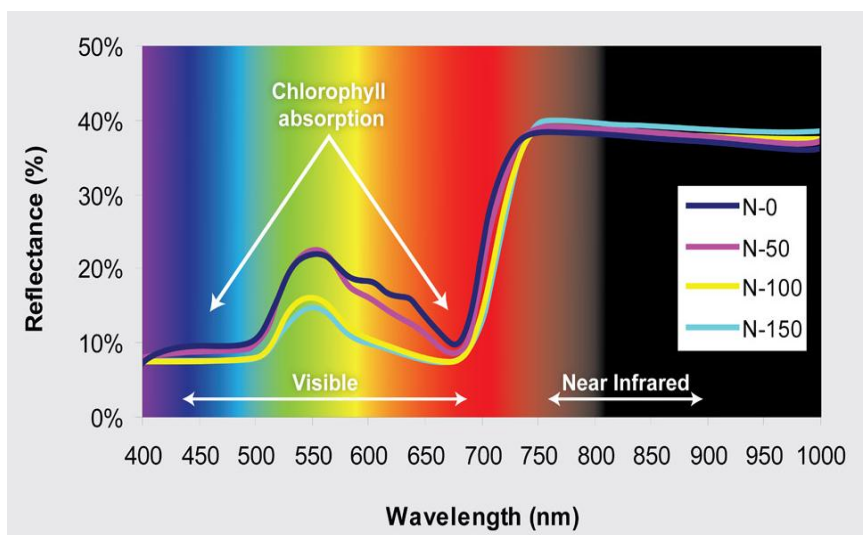 50%
40%
30%
20%
10%
0%
Reflectance (%)
Chlorophyll
absorption
N-0
N-50
N-100
N-150
Visible
Near Infrared
400 450 500 550 600 650 700 750 800 850 900 950 1000
Wavelength (nm)